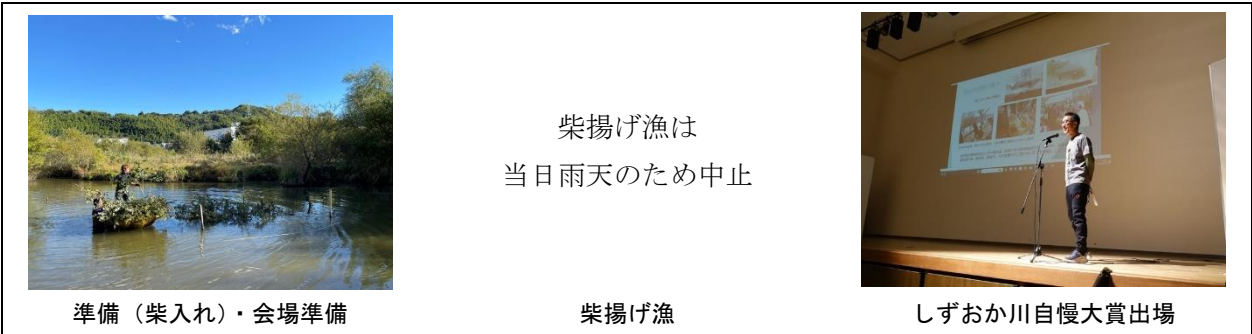 柴揚げ漁は
当日雨天のため中止
準備（柴入れ）・会場準備
柴揚げ漁
しずおか川自慢大賞出場